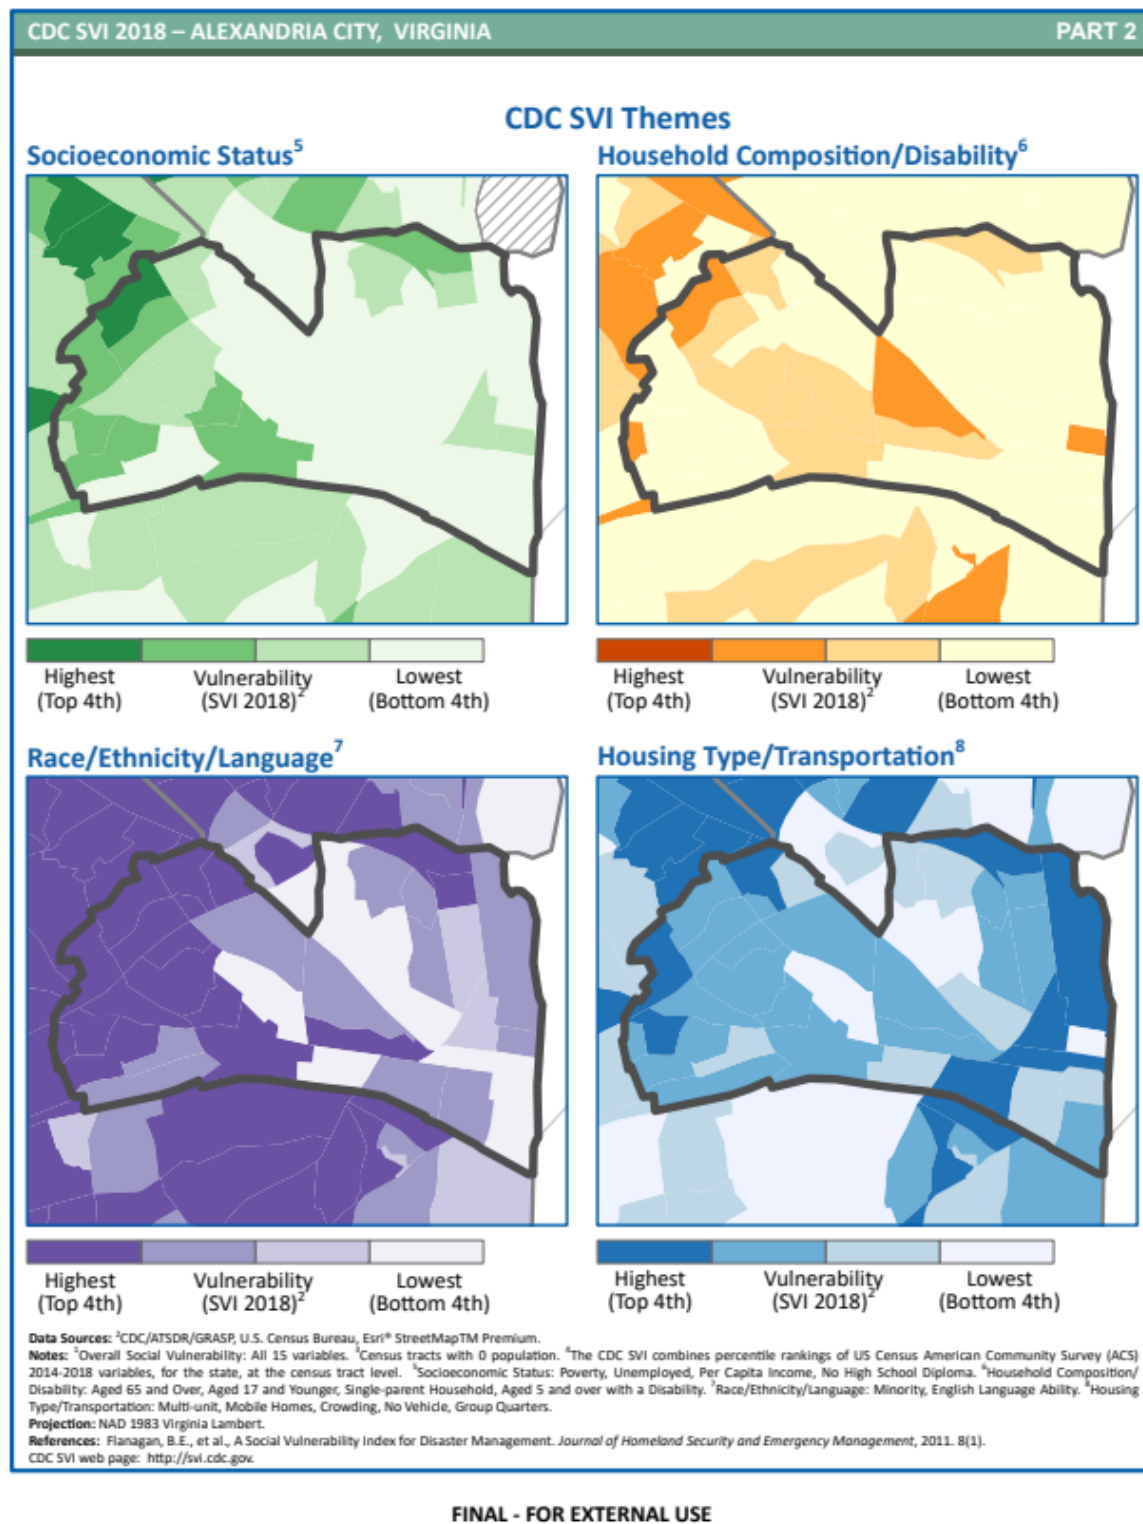 CDC SVI 2018 – ALEXANDRIA CITY, VIRGINIA PART 2
CDC SVI Themes
Socioeconomic Status5
Household Composition/Disability6
Highest (Top 4th)
Vulnerability (SVI 2018)2
Lowest (Bottom 4th)
Highest (Top 4th)
Vulnerability (SVI 2018)2
Lowest (Bottom 4th)
Race/Ethnicity/Language7
Housing Type/Transportation8
Highest (Top 4th)
Vulnerability (SVI 2018)2
Lowest (Bottom 4th)
Highest (Top 4th)
Vulnerability (SVI 2018)2
Lowest (Bottom 4th)
Data Sources: 2CDC/ATSDR/GRASP, U.S. Census Bureau, Esri® StreetMapTM Premium.
Notes: 1Overall Social Vulnerability: All 15 variables. 3Census tracts with 0 population. 4The CDC SVI combines percentile rankings of US Census American Community Survey (ACS)
2014-2018 variables, for the state, at the census tract level. 5Socioeconomic Status: Poverty, Unemployed, Per Capita Income, No High School Diploma. 6Household Composition/
Disability: Aged 65 and Over, Aged 17 and Younger, Single-parent Household, Aged 5 and over with a Disability. 7Race/Ethnicity/Language: Minority, English Language Ability. 8Housing
Type/Transportation: Multi-unit, Mobile Homes, Crowding, No Vehicle, Group Quarters.
Projection: NAD 1983 Virginia Lambert.
References: Flanagan, B.E., et al., A Social Vulnerability Index for Disaster Management. Journal of Homeland Security and Emergency Management, 2011. 8(1).
CDC SVI web page: http://svi.cdc.gov.
FINAL - FOR EXTERNAL USE